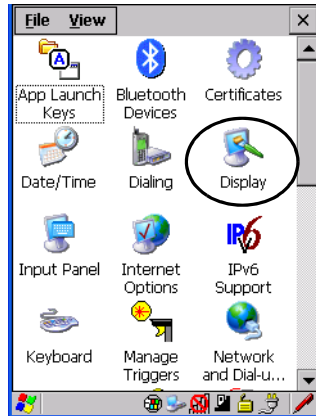 File View
App Launch Bluetooth Certificates
Keys Devices
Date/Time Dialing Display
Input Panel Internet IPv6
Options Support
IPv6
Keyboard Manage Network
Triggers and Dial-u...